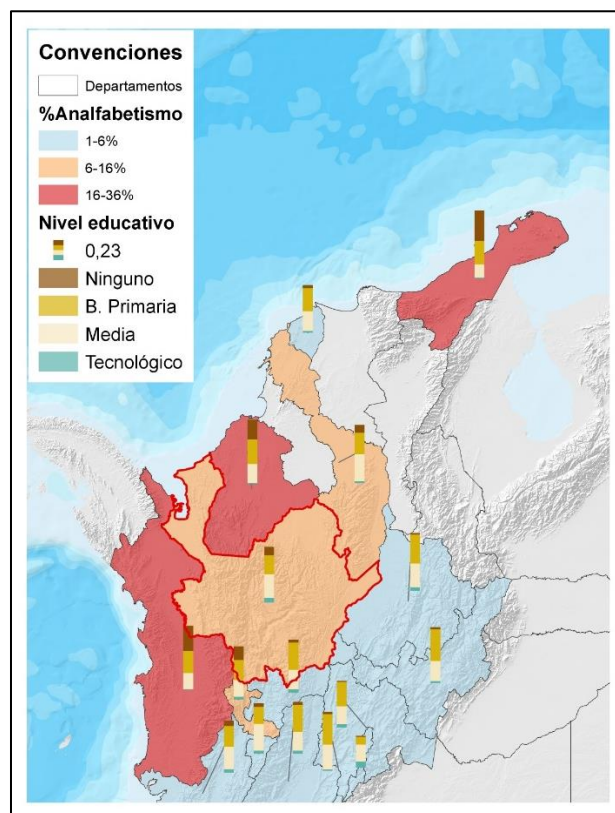 Convenciones
Departamentos
%Analfabetismo
1-6%
6-16%
16-36%
Nivel educativo
0,23
Ninguno
B. Primaria
Media
Tecnológico